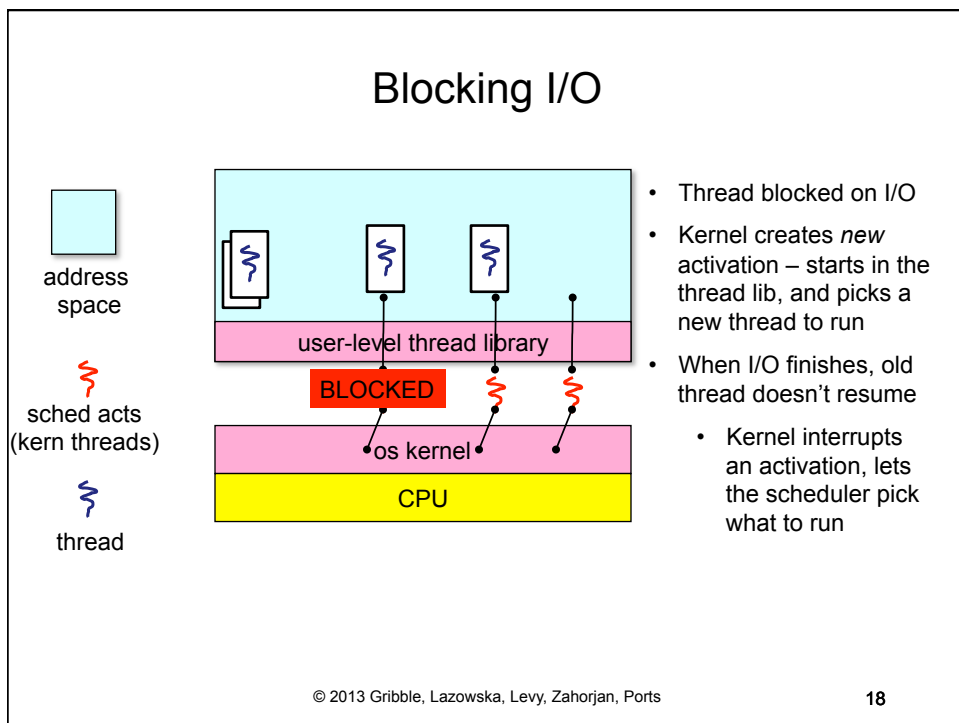 Blocking I/O
address
space
sched acts
(kern threads)
thread
user-level thread library
BLOCKED
os kernel
CPU
• Thread blocked on I/O
• Kernel creates new
activation – starts in the
thread lib, and picks a
new thread to run
• When I/O finishes, old
thread doesn't resume
• Kernel interrupts
an activation, lets
the scheduler pick
what to run
© 2013 Gribble, Lazowska, Levy, Zahorjan, Ports
18